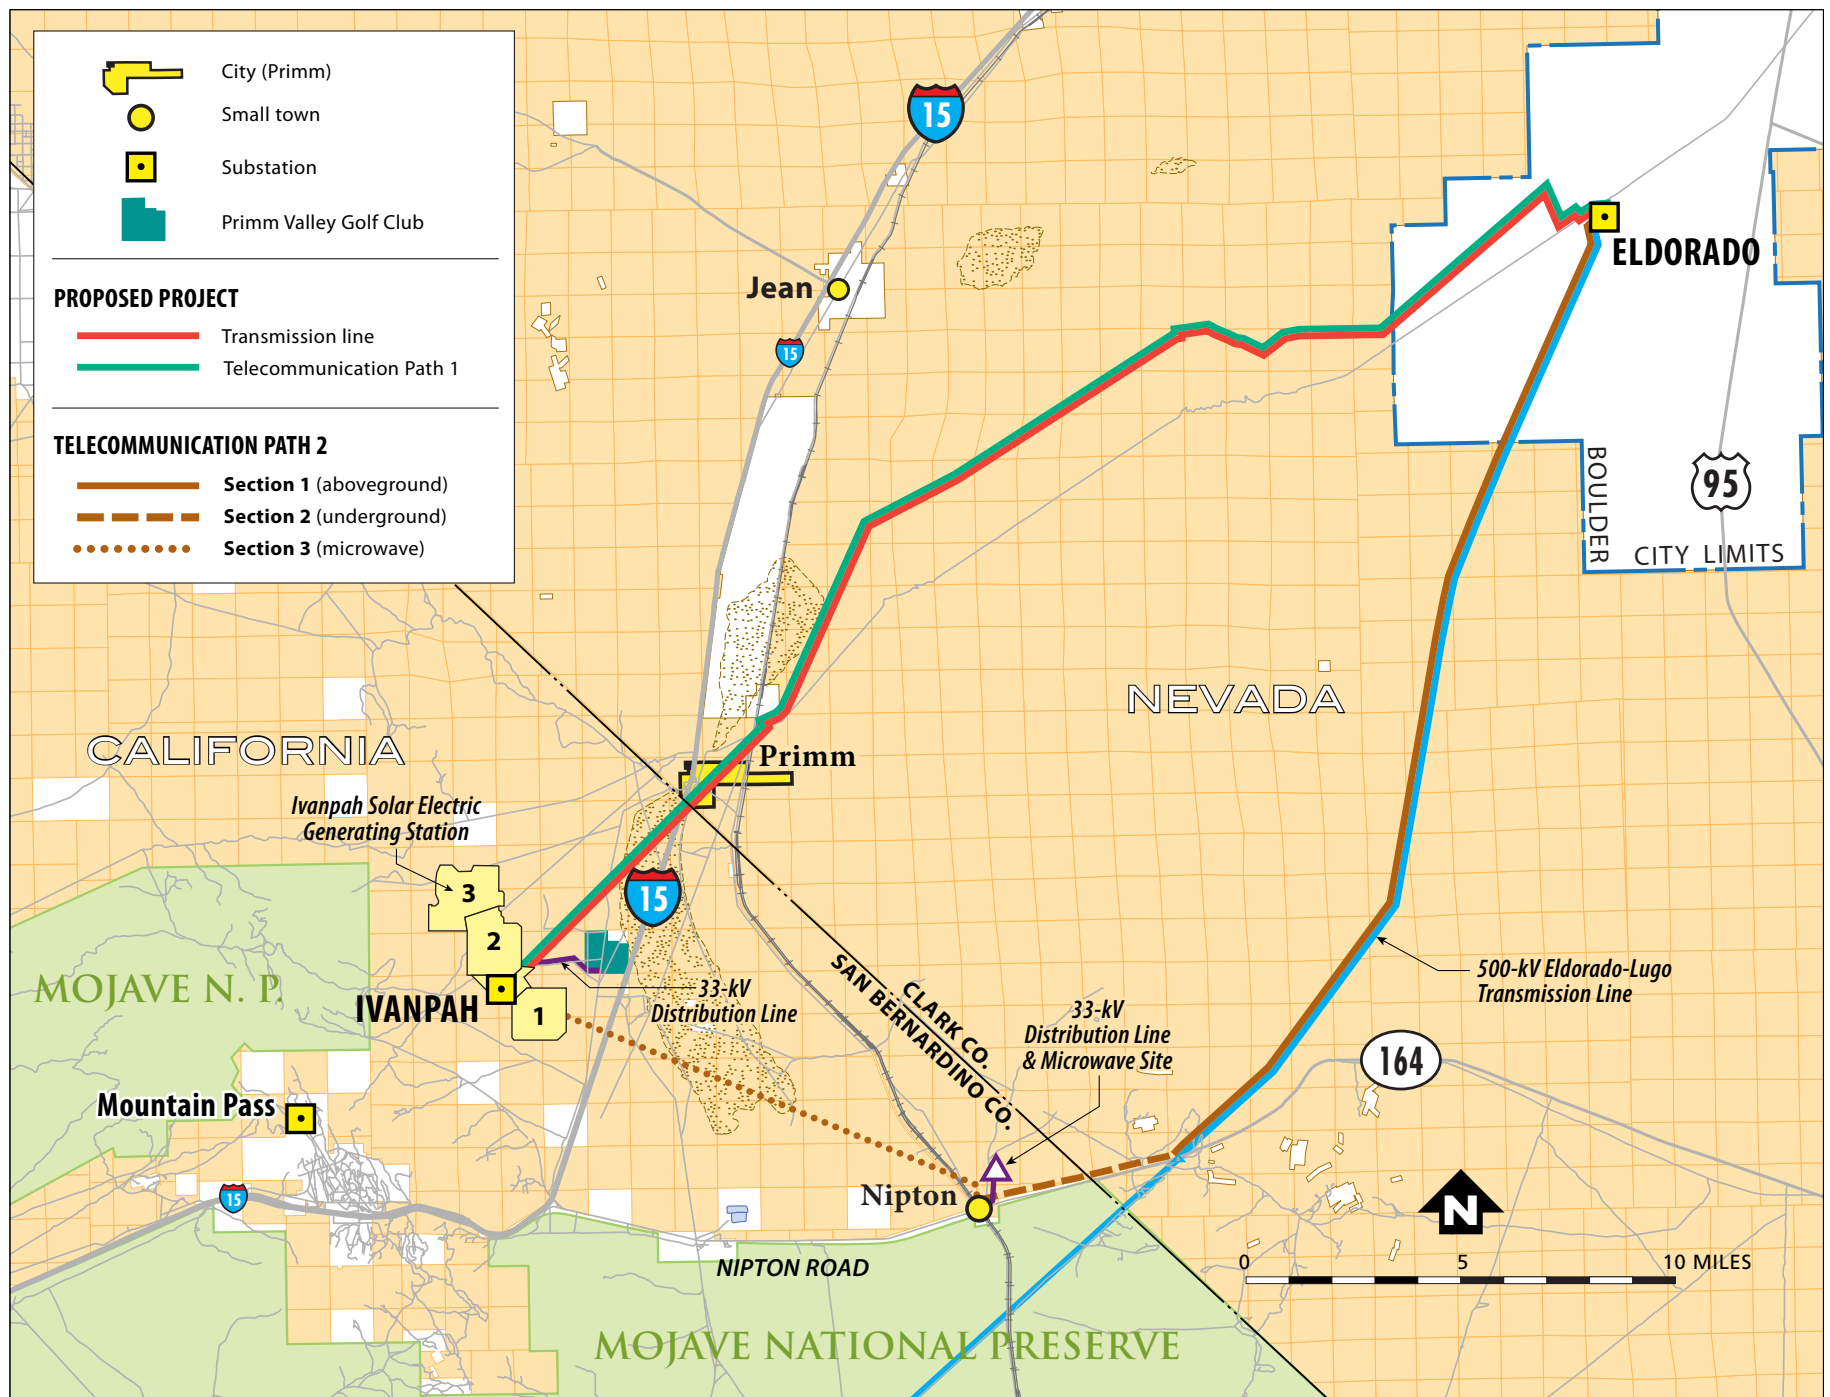 City (Primm)
Small town
Substation
Primm Valley Golf Club
PROPOSED PROJECT
Transmission line
Telecommunication Path 1
TELECOMMUNICATION PATH 2
Section 1 (aboveground)
Section 2 (underground)
Section 3 (microwave)
15
Jean
15
ELDORADO
BOULDER
CITY LIMITS
95
NEVADA
CALIFORNIA
Primm
Ivanpah Solar Electric
Generating Station
3
2
1
15
MOJAVE N. P.
IVANPAH
33-kV
Distribution Line
CLARK CO.
SAN BERNARDINO CO.
33-kV
Distribution Line
& Microwave Site
500-kV Eldorado-Lugo
Transmission Line
164
Mountain Pass
15
Nipton
NIPTON ROAD
N
0 5 10 MILES
MOJAVE NATIONAL PRESERVE